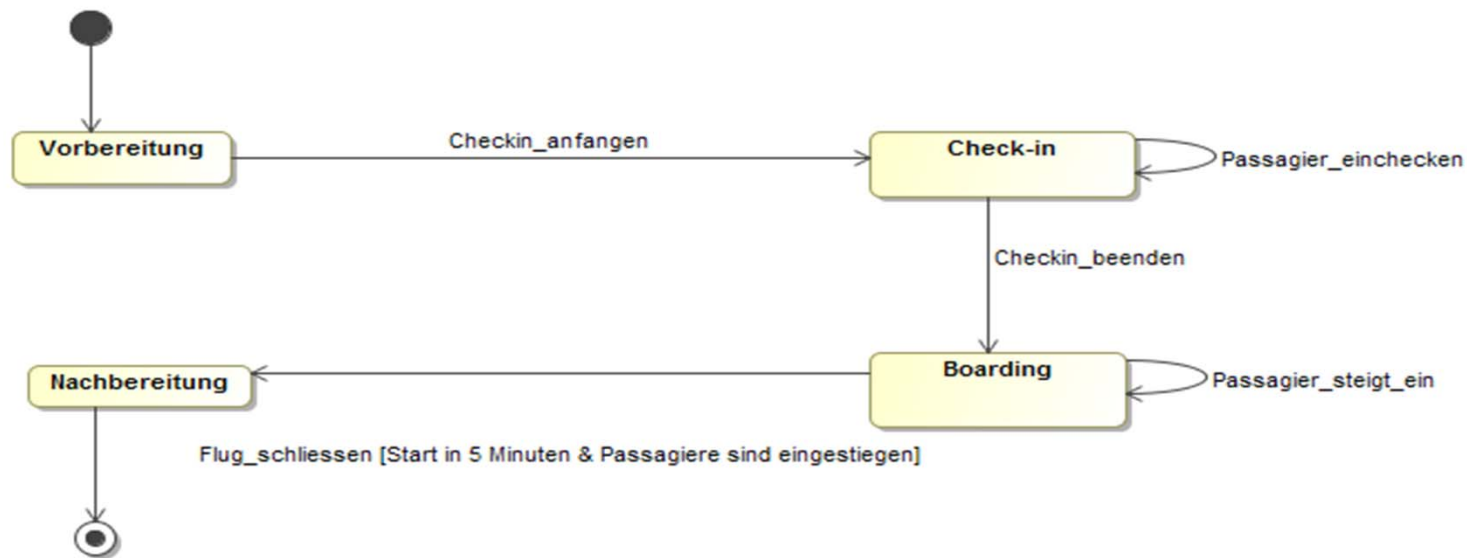 Vorbereitung
Checkin_anfangen
Check-in
Passagier_einchecken
Checkin_beenden
Nachbereitung
Boarding
Passagier_steigt_ein
Flug_schliessen [Start in 5 Minuten & Passagiere sind eingestiegen]